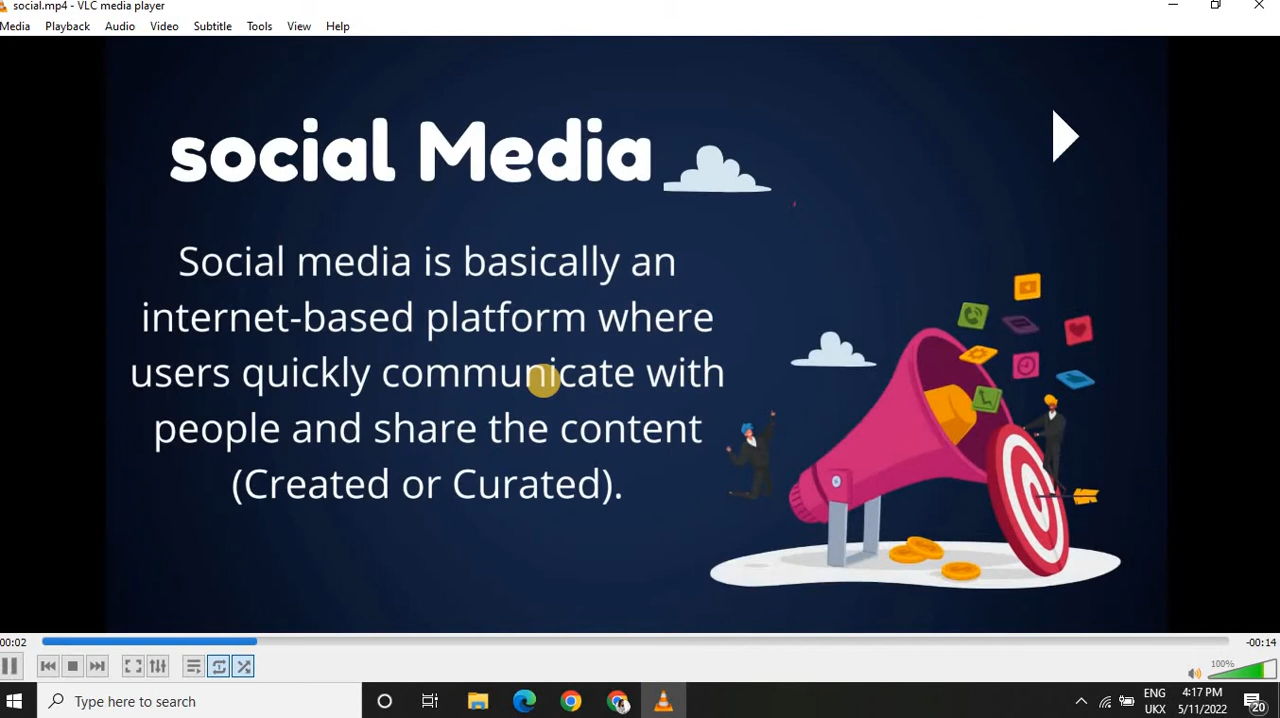 social.mp4 - VLC media player
Media Playback Audio Video Subtitle Tools View Help
social Media
Social media is basically an
internet-based platform where
users quickly communicate with
people and share the content
(Created or Curated).
00:02 -00:14
100%
Type here to search
ENG 4:17 PM
UKX 5/11/2022 20